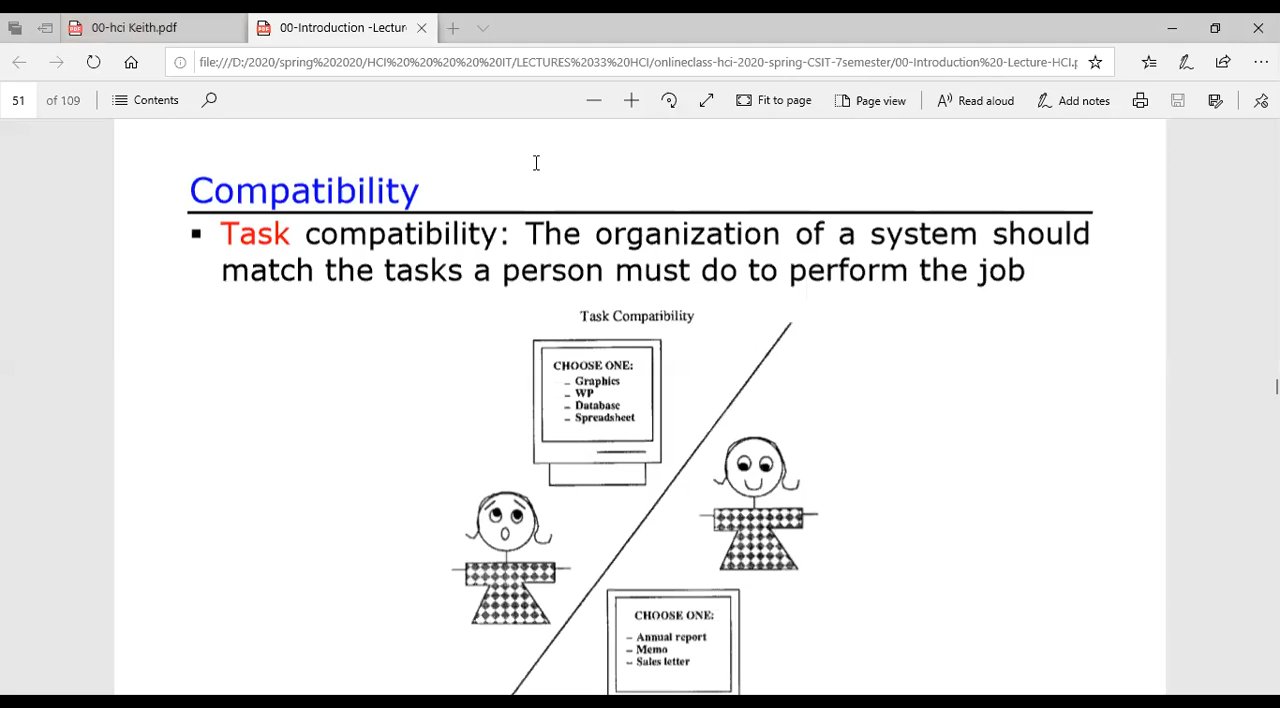 00-hci Keith.pdf
00-Introduction -Lectur
file:///D:/2020/spring%202020/HCI%20%20%20%20%20IT/LECTURES%2033%20HCI/onlineclass-hci-2020-spring-CSIT-7semester/00-Introduction%20-Lecture-HCI.p
51 of 109 Contents Fit to page Page view Read aloud Add notes
Compatibility
Task compatibility: The organization of a system should
match the tasks a person must do to perform the job
Task Compatibility
CHOOSE ONE:
– Graphics
– WP
– Database
– Spreadsheet
CHOOSE ONE:
– Annual report
– Memo
– Sales letter